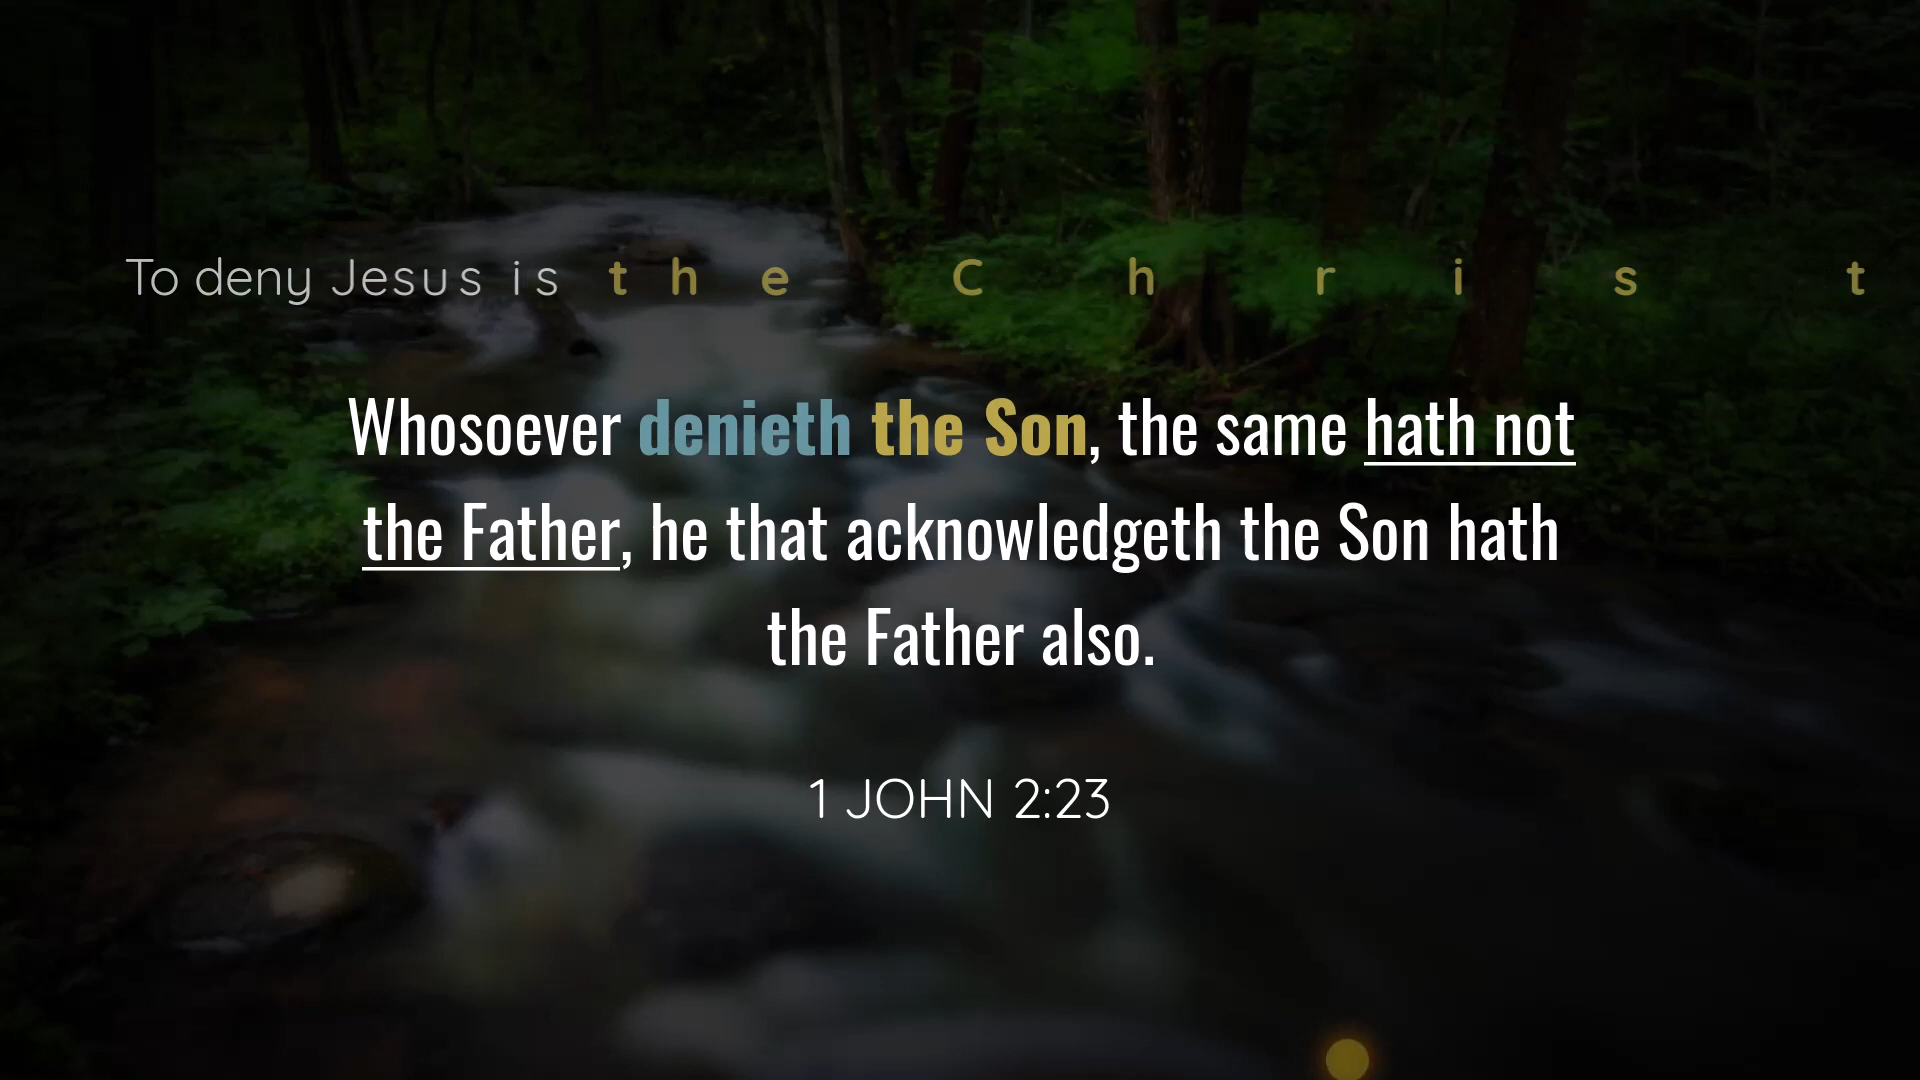 To deny Jesus is the Christ
Whosoever denieth the Son, the same hath not
the Father, he that acknowledgeth the Son hath
the Father also.
1 JOHN 2:23